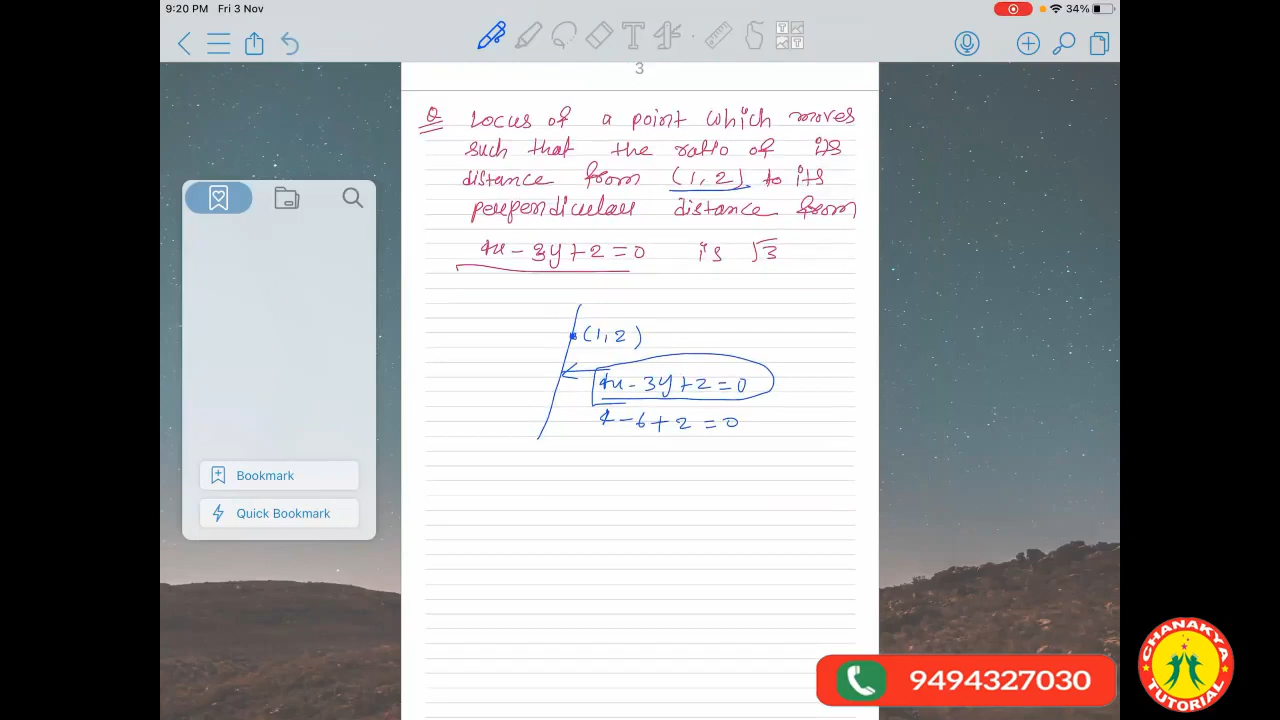 9:20 PM Fri 3 Nov
34%
3
Q Locus of a point which moves
such that the ratio of its
distance from (1, 2) to its
perpendicular distance from
4x - 3y + 2 = 0 is √3
(1, 2)
4x - 3y + 2 = 0
4 - 6 + 2 = 0
Bookmark
Quick Bookmark
9494327030
CHANAKYA
TUTORIAL